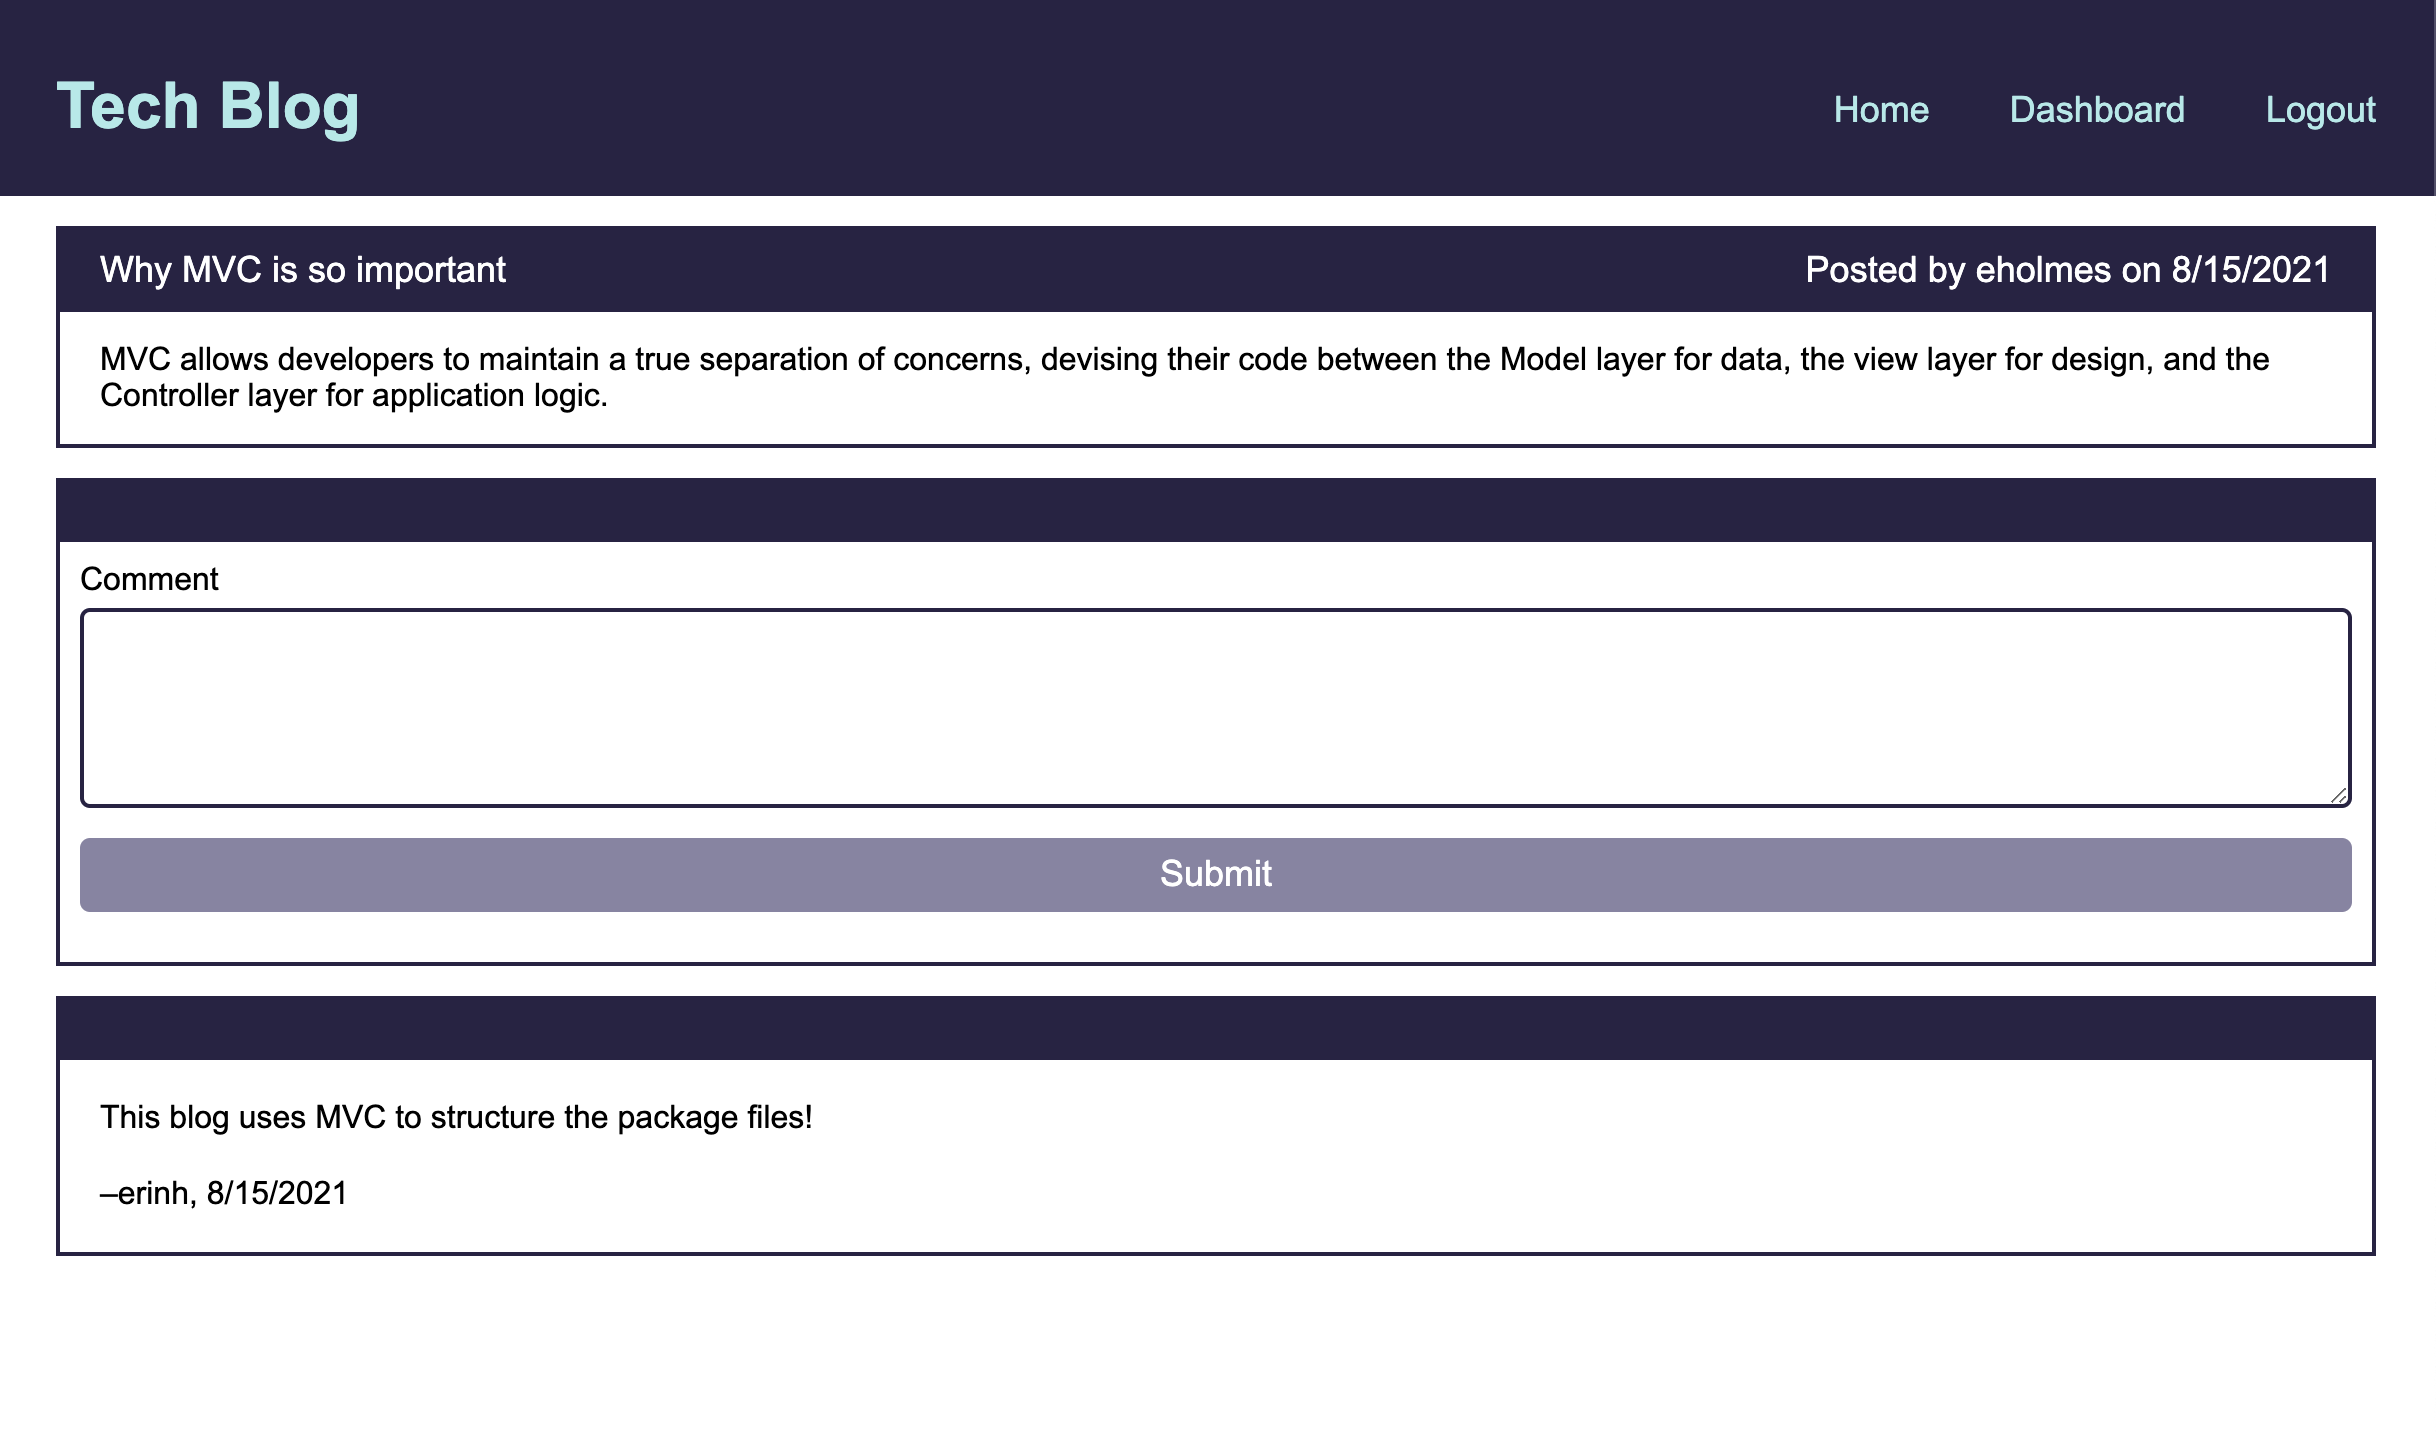 Tech Blog
Home Dashboard Logout
Why MVC is so important Posted by eholmes on 8/15/2021
MVC allows developers to maintain a true separation of concerns, devising their code between the Model layer for data, the view layer for design, and the
Controller layer for application logic.
Comment
Submit
This blog uses MVC to structure the package files!
–erinh, 8/15/2021